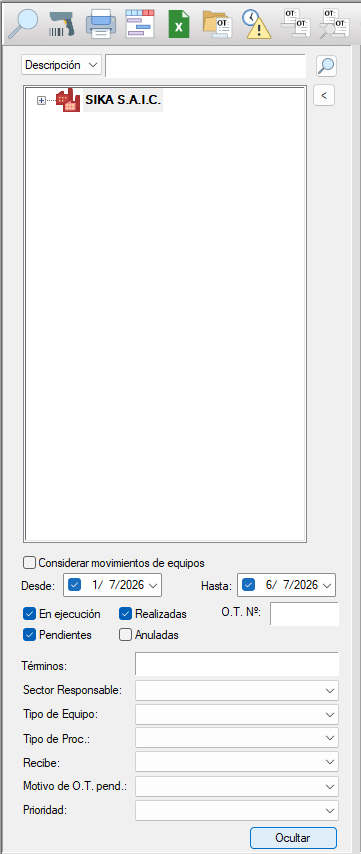 X OT OT OT
Descripción
<
SIKA S.A.I.C.
Considerar movimientos de equipos
Desde: 1/ 7/2026 Hasta: 6/ 7/2026
En ejecución Realizadas O.T. Nº:
Pendientes Anuladas
Términos:
Sector Responsable:
Tipo de Equipo:
Tipo de Proc.:
Recibe:
Motivo de O.T. pend.:
Prioridad:
Ocultar